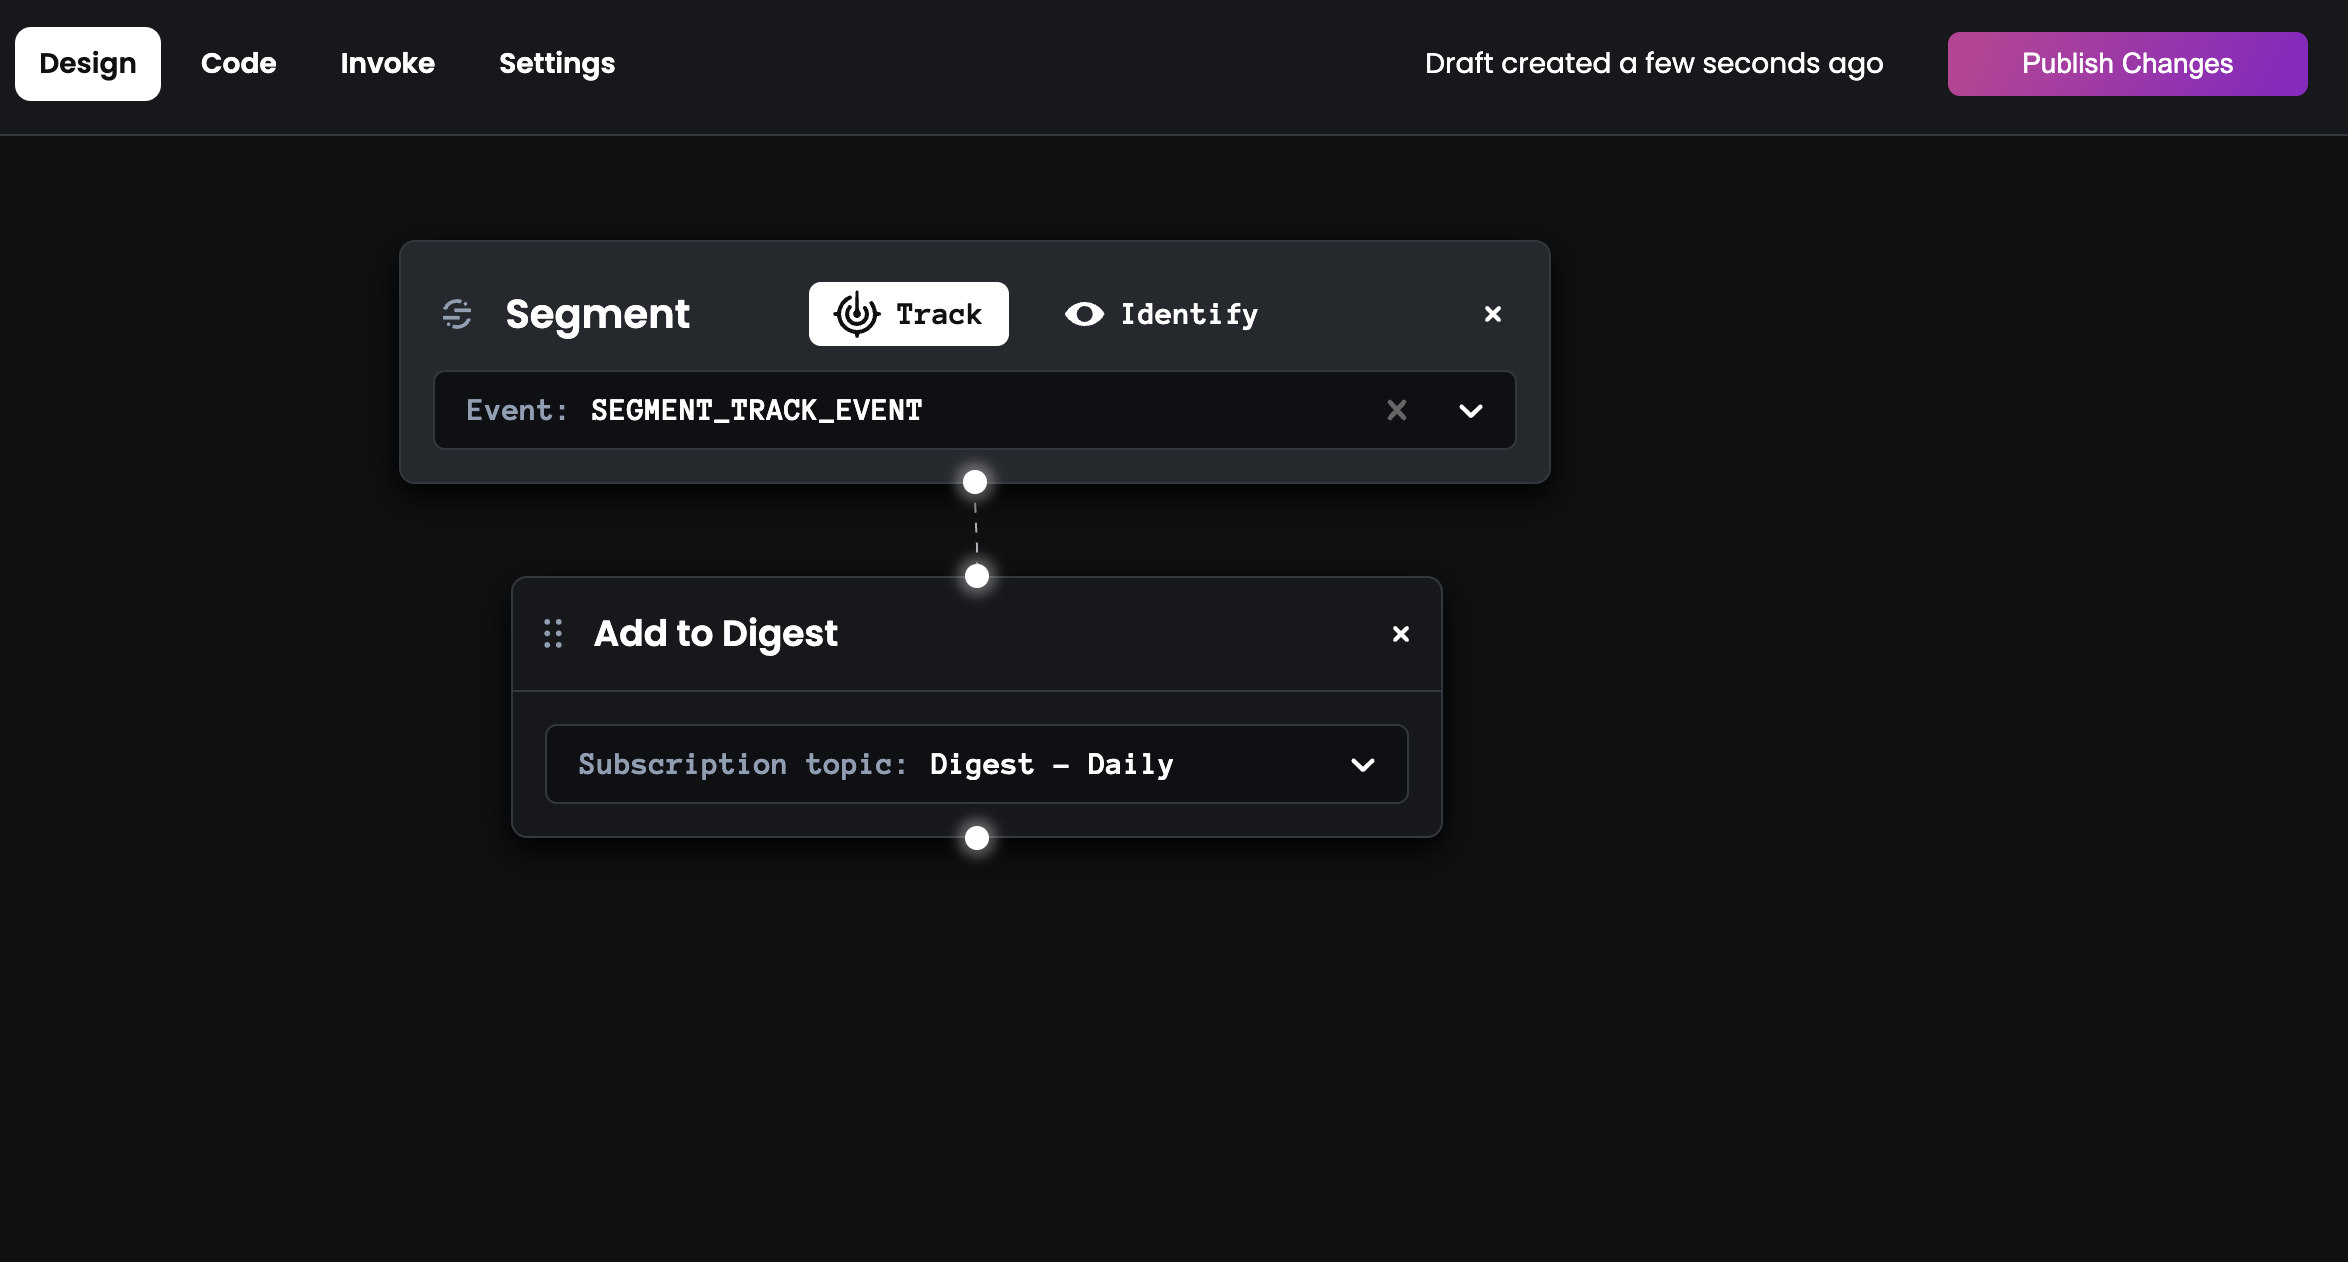 Design Code Invoke Settings Draft created a few seconds ago Publish Changes
Segment Track Identify
Event: SEGMENT_TRACK_EVENT
Add to Digest
Subscription topic: Digest – Daily